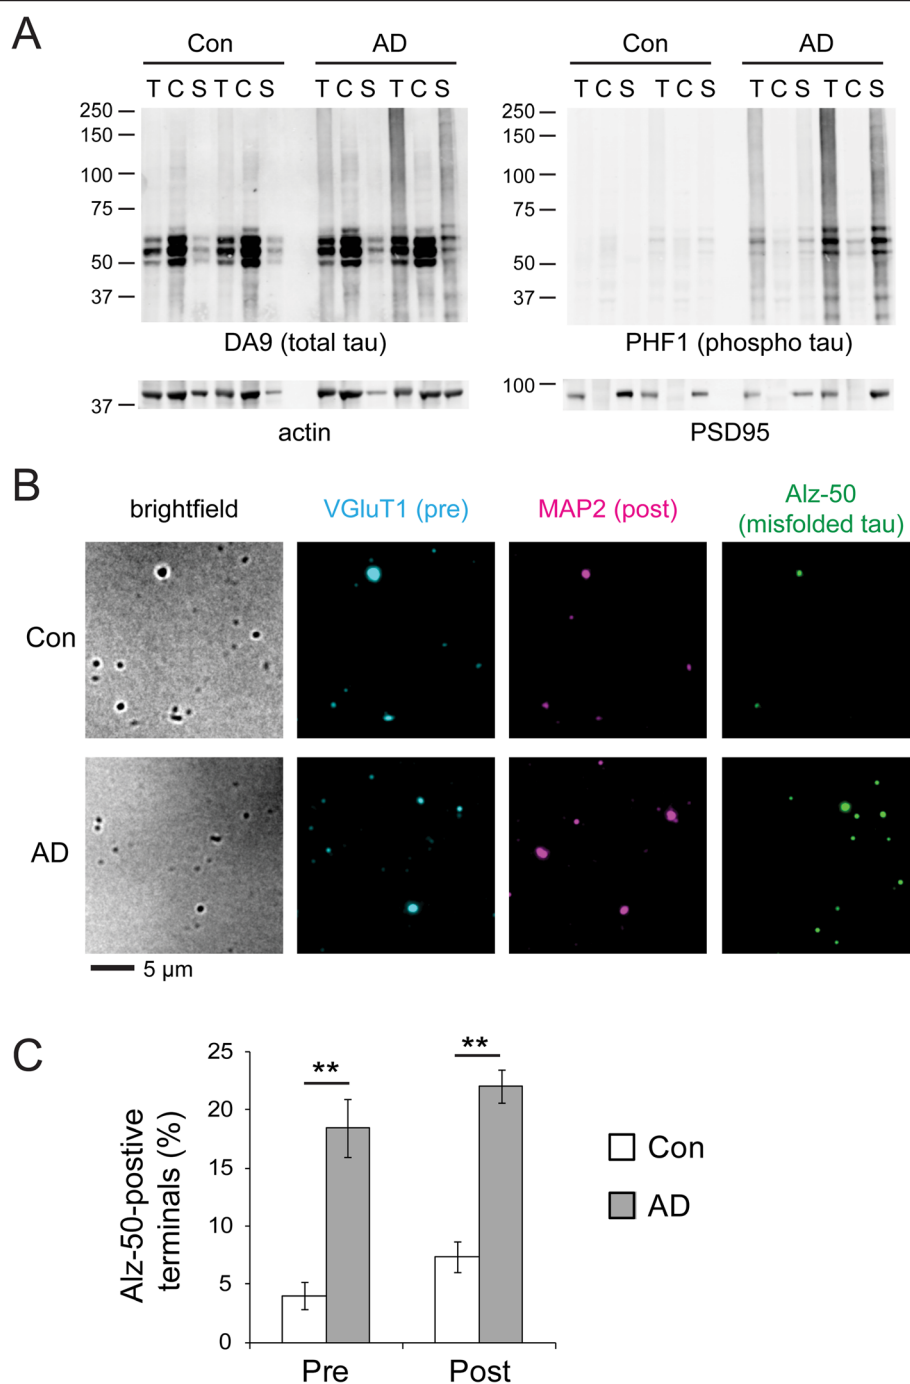 A
Con AD Con AD
T C S T C S T C S T C S T C S T C S T C S T C S
250
150
100
75
50
37
250
150
100
75
50
37
DA9 (total tau) PHF1 (phospho tau)
37
100
actin PSD95
B
brightfield VGluT1 (pre) MAP2 (post) Alz-50
(misfolded tau)
Con
AD
5 µm
C
25
20
15
10
5
0
Alz-50-postive
terminals (%)
** **
Con
AD
Pre Post